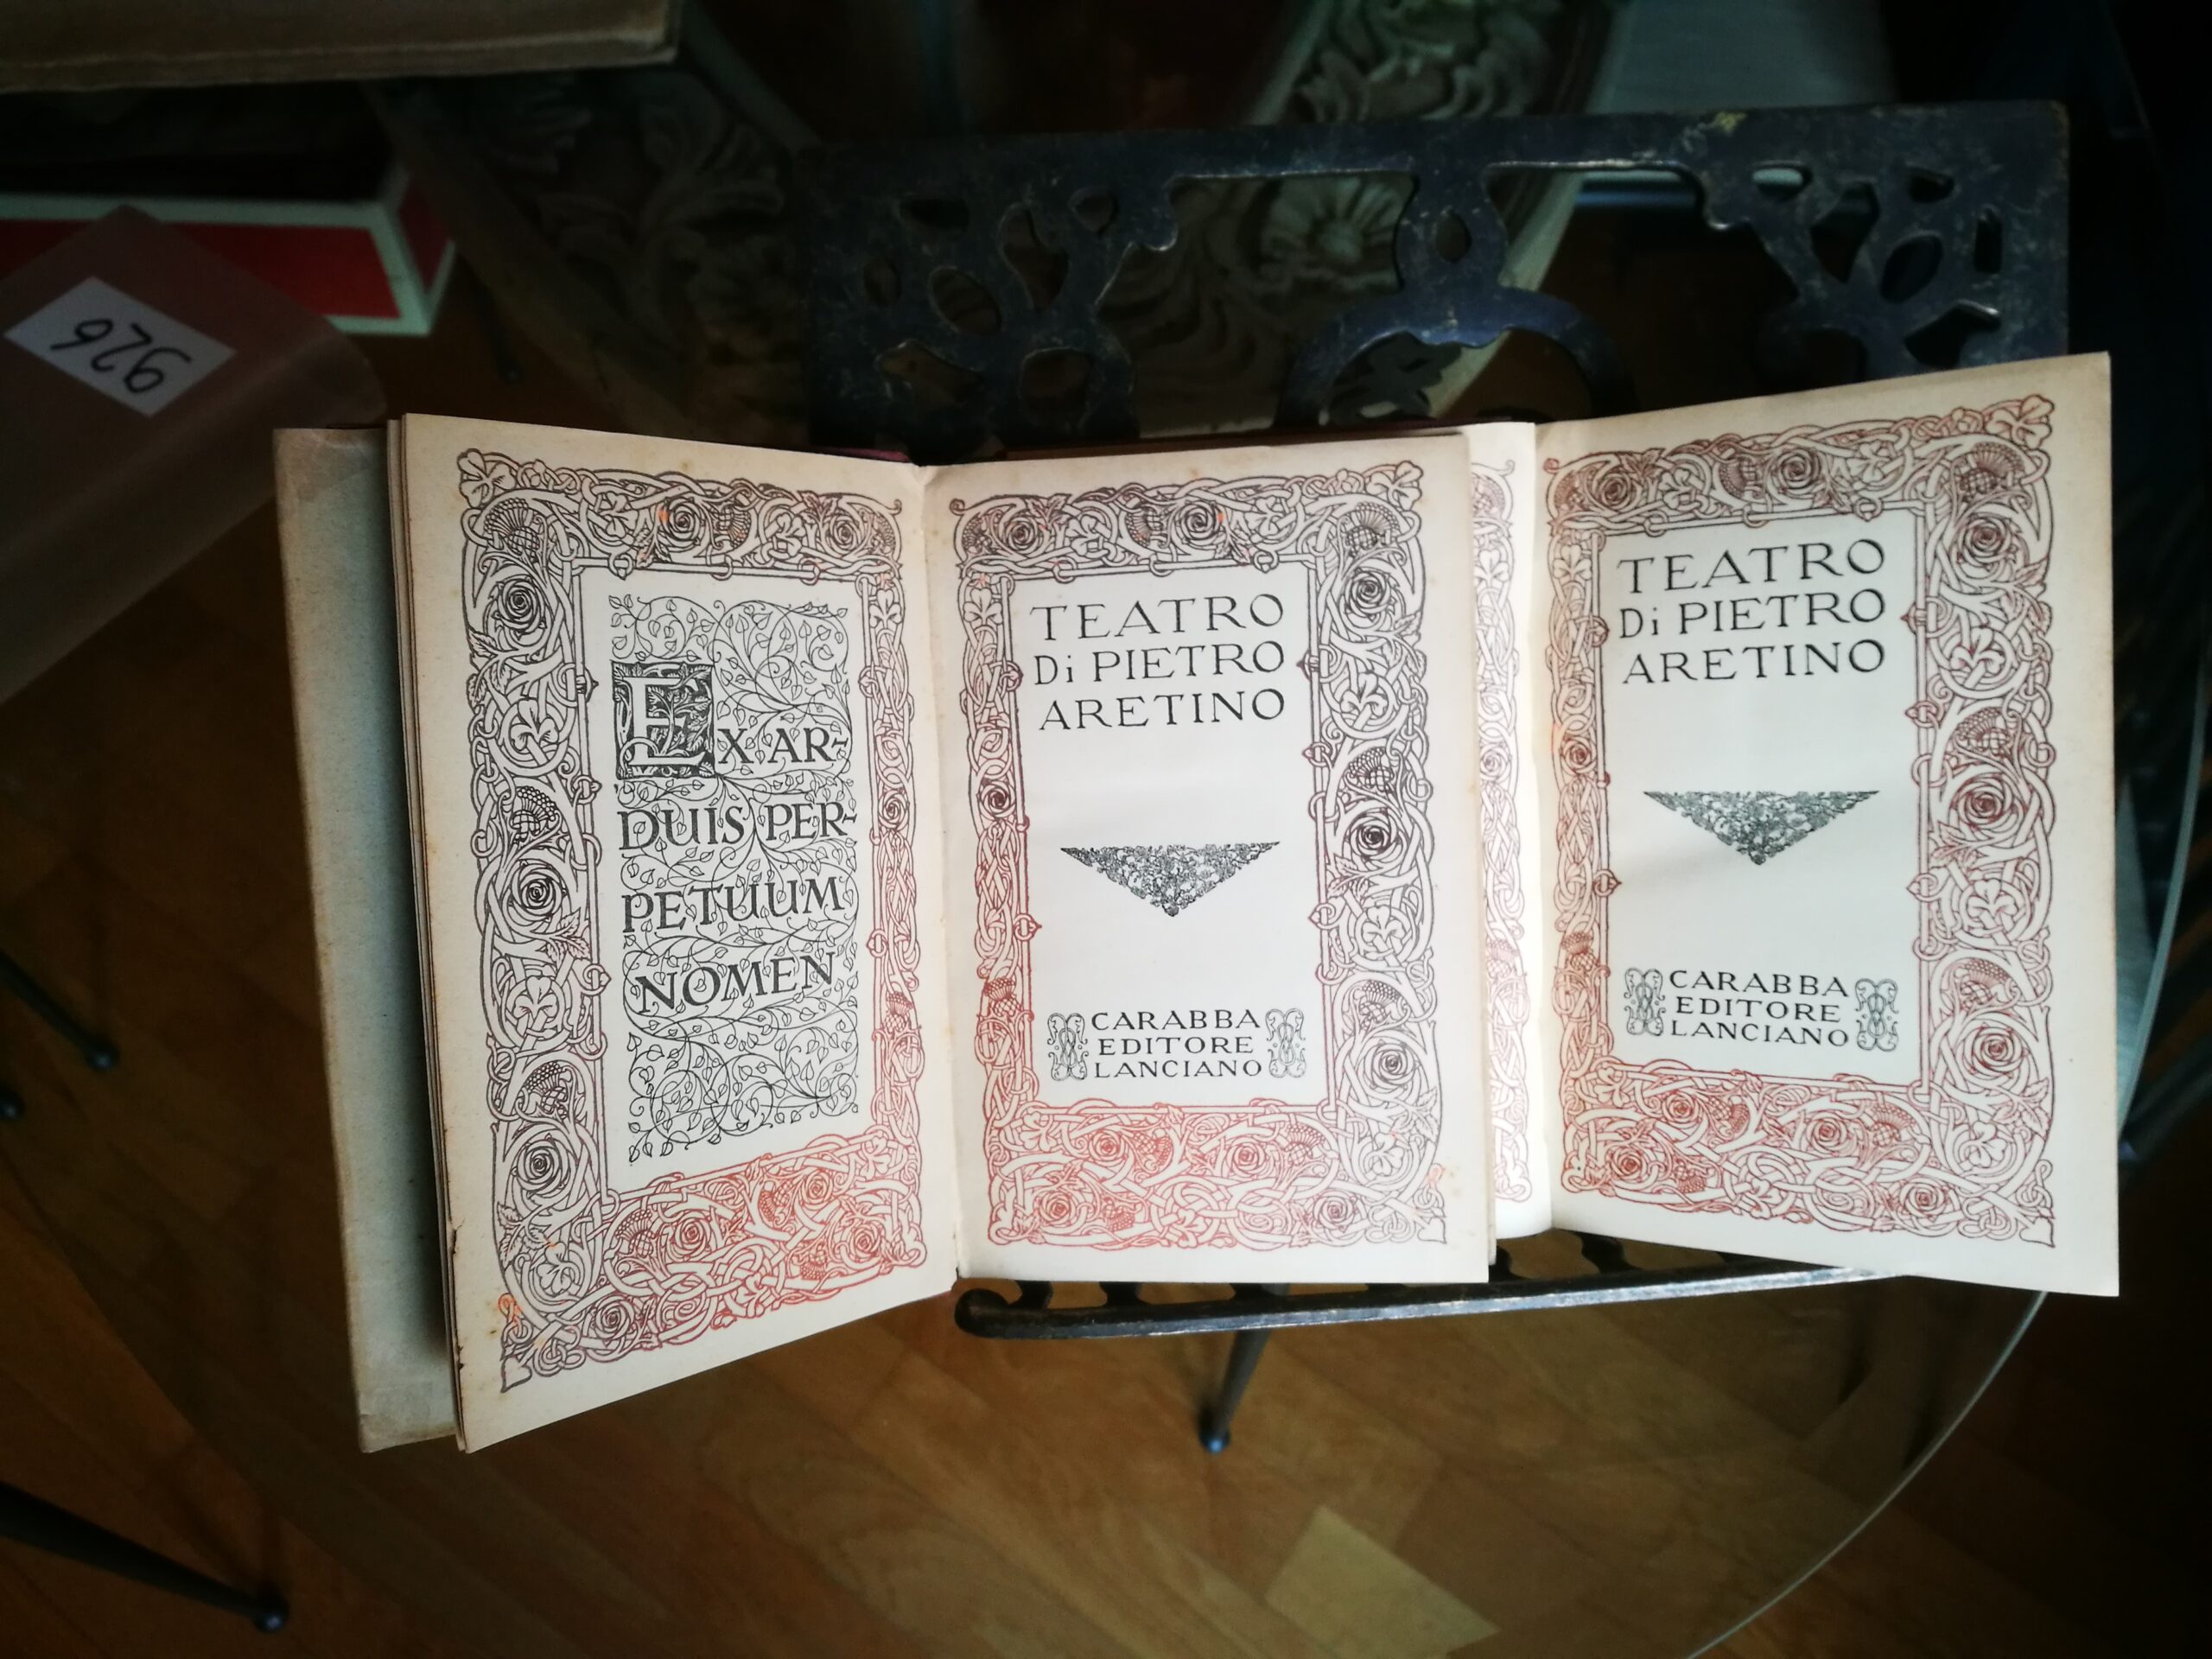 926
EX AR-
DUIS PER-
PETUUM
NOMEN
TEATRO
Di PIETRO
ARETINO
CARABBA
EDITORE
LANCIANO
TEATRO
Di PIETRO
ARETINO
CARABBA
EDITORE
LANCIANO